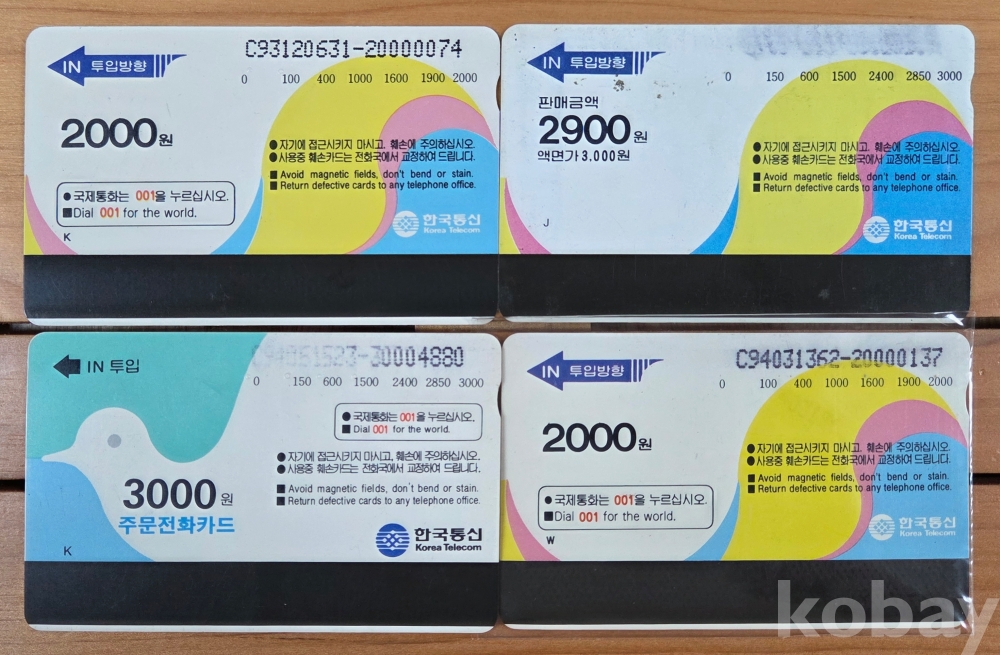 IN 투입방향
C93120631-20000074
0 100 400 1000 1600 1900 2000
2000원
●자기에 접근시키지 마시고, 훼손에 주의하십시오.
●사용중 훼손카드는 전화국에서 교정하여 드립니다.
■Avoid magnetic fields, don't bend or stain.
■Return defective cards to any telephone office.
●국제통화는 001을 누르십시오.
■Dial 001 for the world.
한국통신
Korea Telecom
K
IN 투입방향
0 150 600 1500 2400 2850 3000
판매금액
2900원
액면가 3.000원
●자기에 접근시키지 마시고, 훼손에 주의하십시오.
●사용중 훼손카드는 전화국에서 교정하여 드립니다.
■Avoid magnetic fields, don't bend or stain.
■Return defective cards to any telephone office.
J
한국통신
Korea Telecom
IN 투입
C94051523-30004880
0 150 600 1500 2400 2850 3000
●국제통화는 001을 누르십시오.
■Dial 001 for the world.
●자기에 접근시키지 마시고, 훼손에 주의하십시오.
●사용중 훼손카드는 전화국에서 교정하여 드립니다.
■Avoid magnetic fields, don't bend or stain.
■Return defective cards to any telephone office.
3000원
주문전화카드
한국통신
Korea Telecom
K
IN 투입방향
C94031362-20000137
0 100 400 1000 1600 1900 2000
2000원
●자기에 접근시키지 마시고, 훼손에 주의하십시오.
●사용중 훼손카드는 전화국에서 교정하여 드립니다.
■Avoid magnetic fields, don't bend or stain.
■Return defective cards to any telephone office.
●국제통화는 001을 누르십시오.
■Dial 001 for the world.
한국통신
Korea Telecom
W
kobay